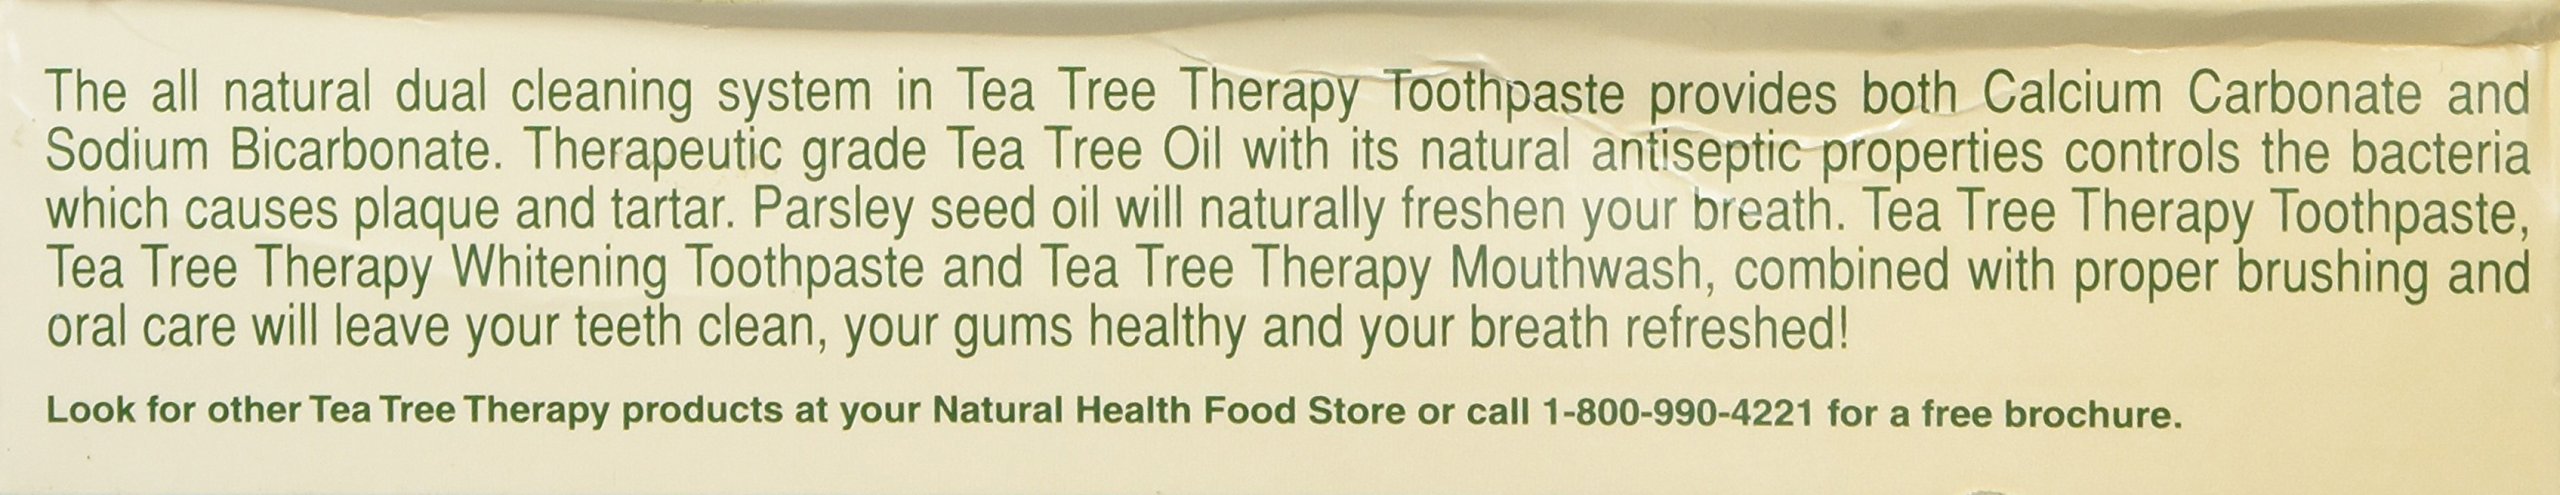 The all natural dual cleaning system in Tea Tree Therapy Toothpaste provides both Calcium Carbonate and
Sodium Bicarbonate. Therapeutic grade Tea Tree Oil with its natural antiseptic properties controls the bacteria
which causes plaque and tartar. Parsley seed oil will naturally freshen your breath. Tea Tree Therapy Toothpaste,
Tea Tree Therapy Whitening Toothpaste and Tea Tree Therapy Mouthwash, combined with proper brushing and
oral care will leave your teeth clean, your gums healthy and your breath refreshed!
Look for other Tea Tree Therapy products at your Natural Health Food Store or call 1-800-990-4221 for a free brochure.